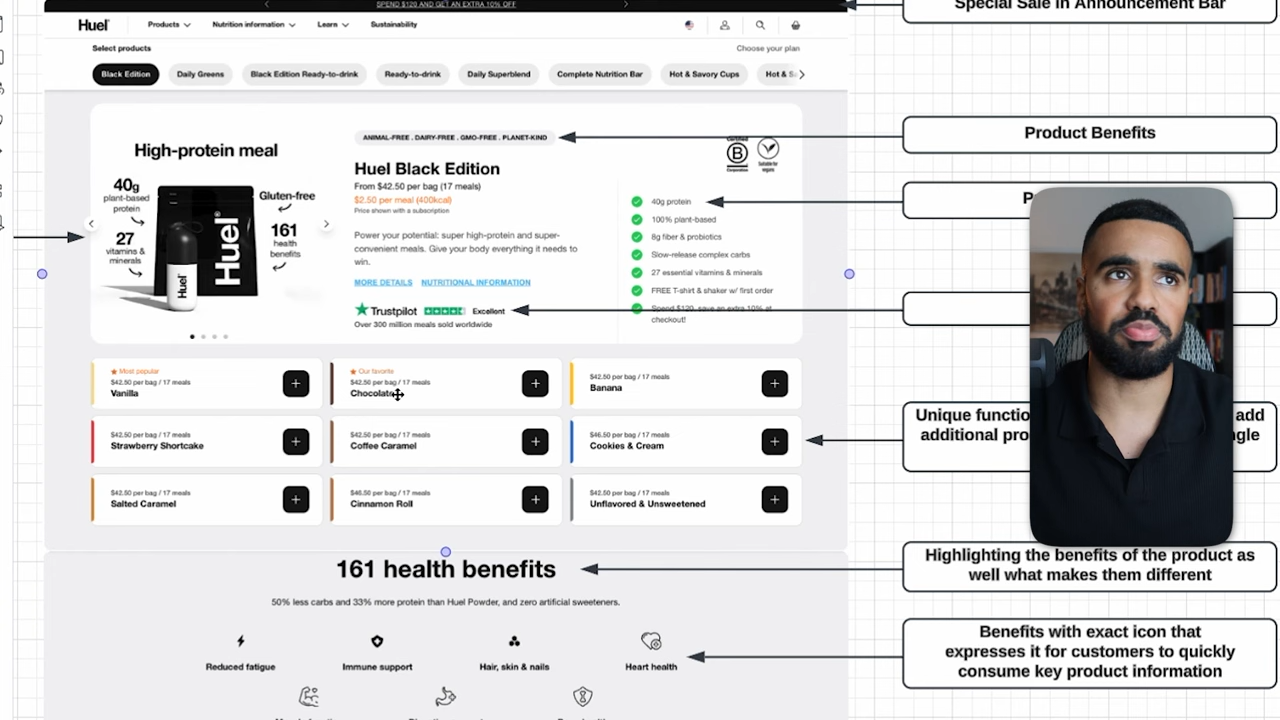 SPEND $120 AND GET AN EXTRA 10% OFF
Special Sale in Announcement Bar
Huel
Products
Nutrition information
Learn
Sustainability
Select products
Choose your plan
Black Edition
Daily Greens
Black Edition Ready-to-drink
Ready-to-drink
Daily Superblend
Complete Nutrition Bar
Hot & Savory Cups
Hot &
ANIMAL-FREE . DAIRY-FREE . GMO-FREE . PLANET-KIND
Product Benefits
High-protein meal
40g
plant-based
protein
27
vitamins &
minerals
Gluten-free
161
health
benefits
Huel
Huel
Huel Black Edition
From $42.50 per bag (17 meals)
$2.50 per meal (400kcal)
Price shown with a subscription
Power your potential: super high-protein and super-
convenient meals. Give your body everything it needs to
win.
MORE DETAILS
NUTRITIONAL INFORMATION
Trustpilot
Excellent
Over 300 million meals sold worldwide
Certified
B
Corporation
Suitable for
vegans
40g protein
100% plant-based
8g fiber & probiotics
Slow-release complex carbs
27 essential vitamins & minerals
FREE T-shirt & shaker w/ first order
Spend $120, save an extra 10% at
checkout!
Most popular
$42.50 per bag / 17 meals
Vanilla
Our favorite
$42.50 per bag / 17 meals
Chocolate
$42.50 per bag / 17 meals
Banana
$42.50 per bag / 17 meals
Strawberry Shortcake
$42.50 per bag / 17 meals
Coffee Caramel
$46.50 per bag / 17 meals
Cookies & Cream
Unique functio
add
additional pro
ngle
$42.50 per bag / 17 meals
Salted Caramel
$46.50 per bag / 17 meals
Cinnamon Roll
$42.50 per bag / 17 meals
Unflavored & Unsweetened
161 health benefits
50% less carbs and 33% more protein than Huel Powder, and zero artificial sweeteners.
Highlighting the benefits of the product as
well what makes them different
Reduced fatigue
Immune support
Hair, skin & nails
Heart health
Benefits with exact icon that
expresses it for customers to quickly
consume key product information